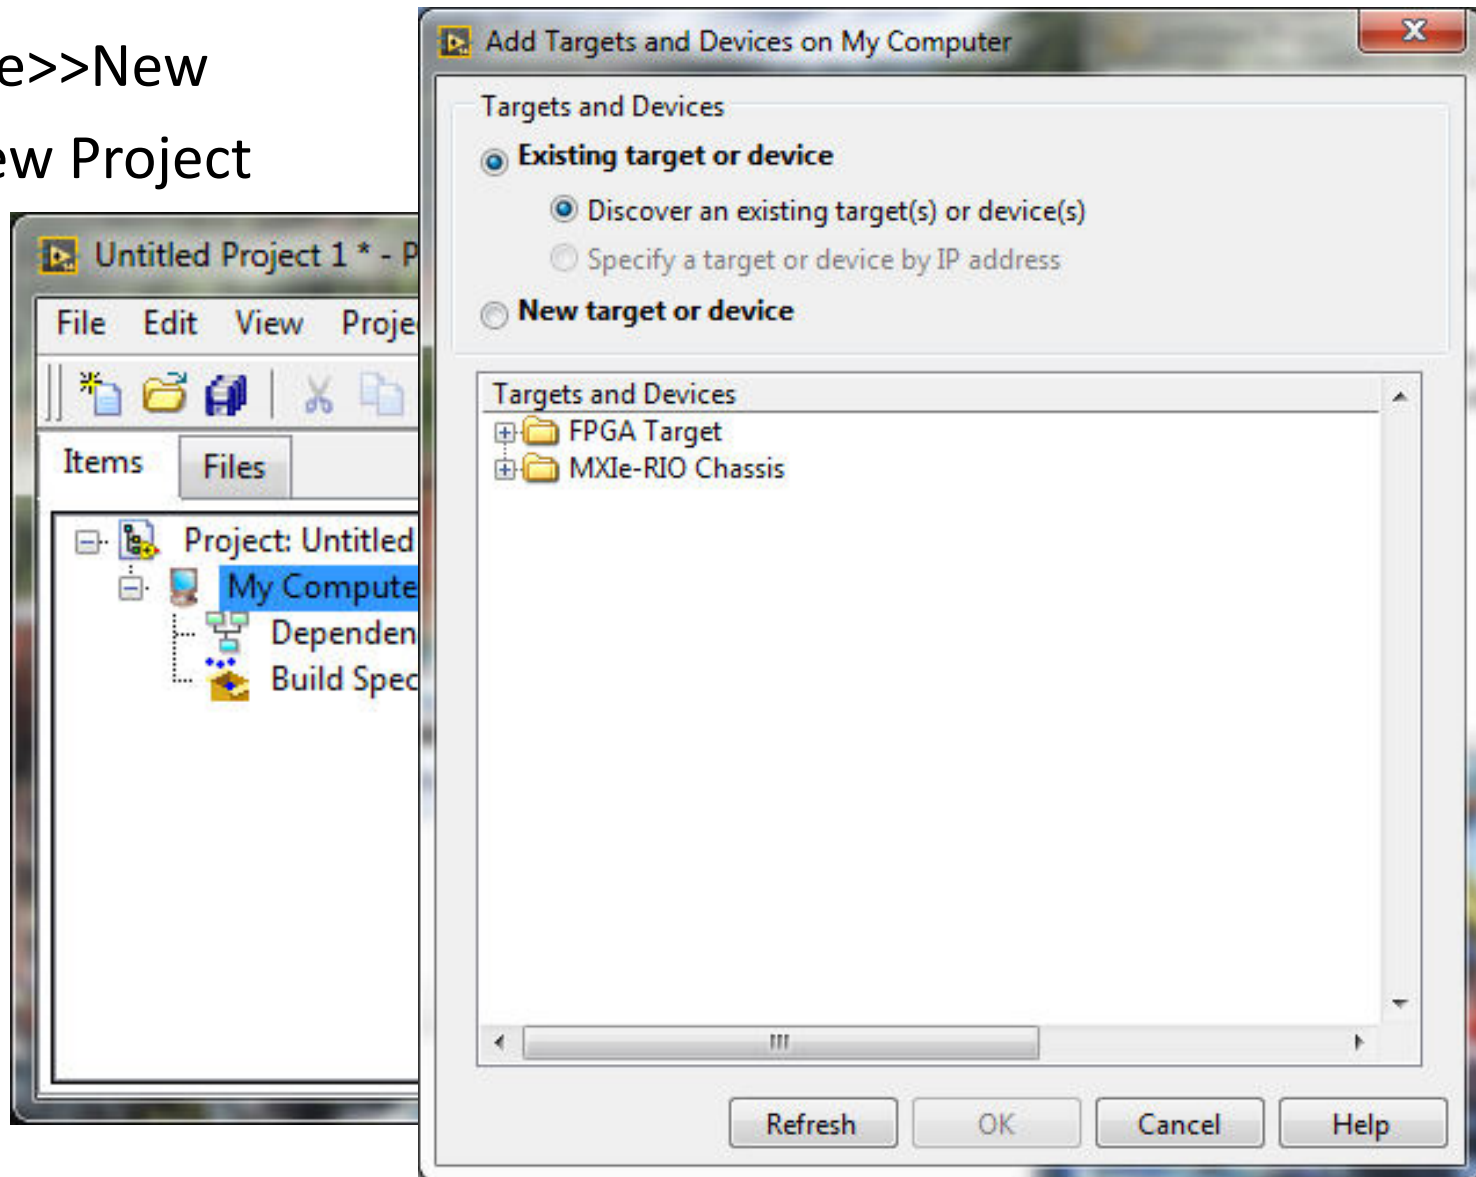 e>>New
ew Project
Untitled Project 1 * - P
File Edit View Proje
Items Files
Project: Untitled
My Compute
Dependen
Build Spec
Add Targets and Devices on My Computer
Targets and Devices
Existing target or device
Discover an existing target(s) or device(s)
Specify a target or device by IP address
New target or device
Targets and Devices
FPGA Target
MXIe-RIO Chassis
Refresh OK Cancel Help